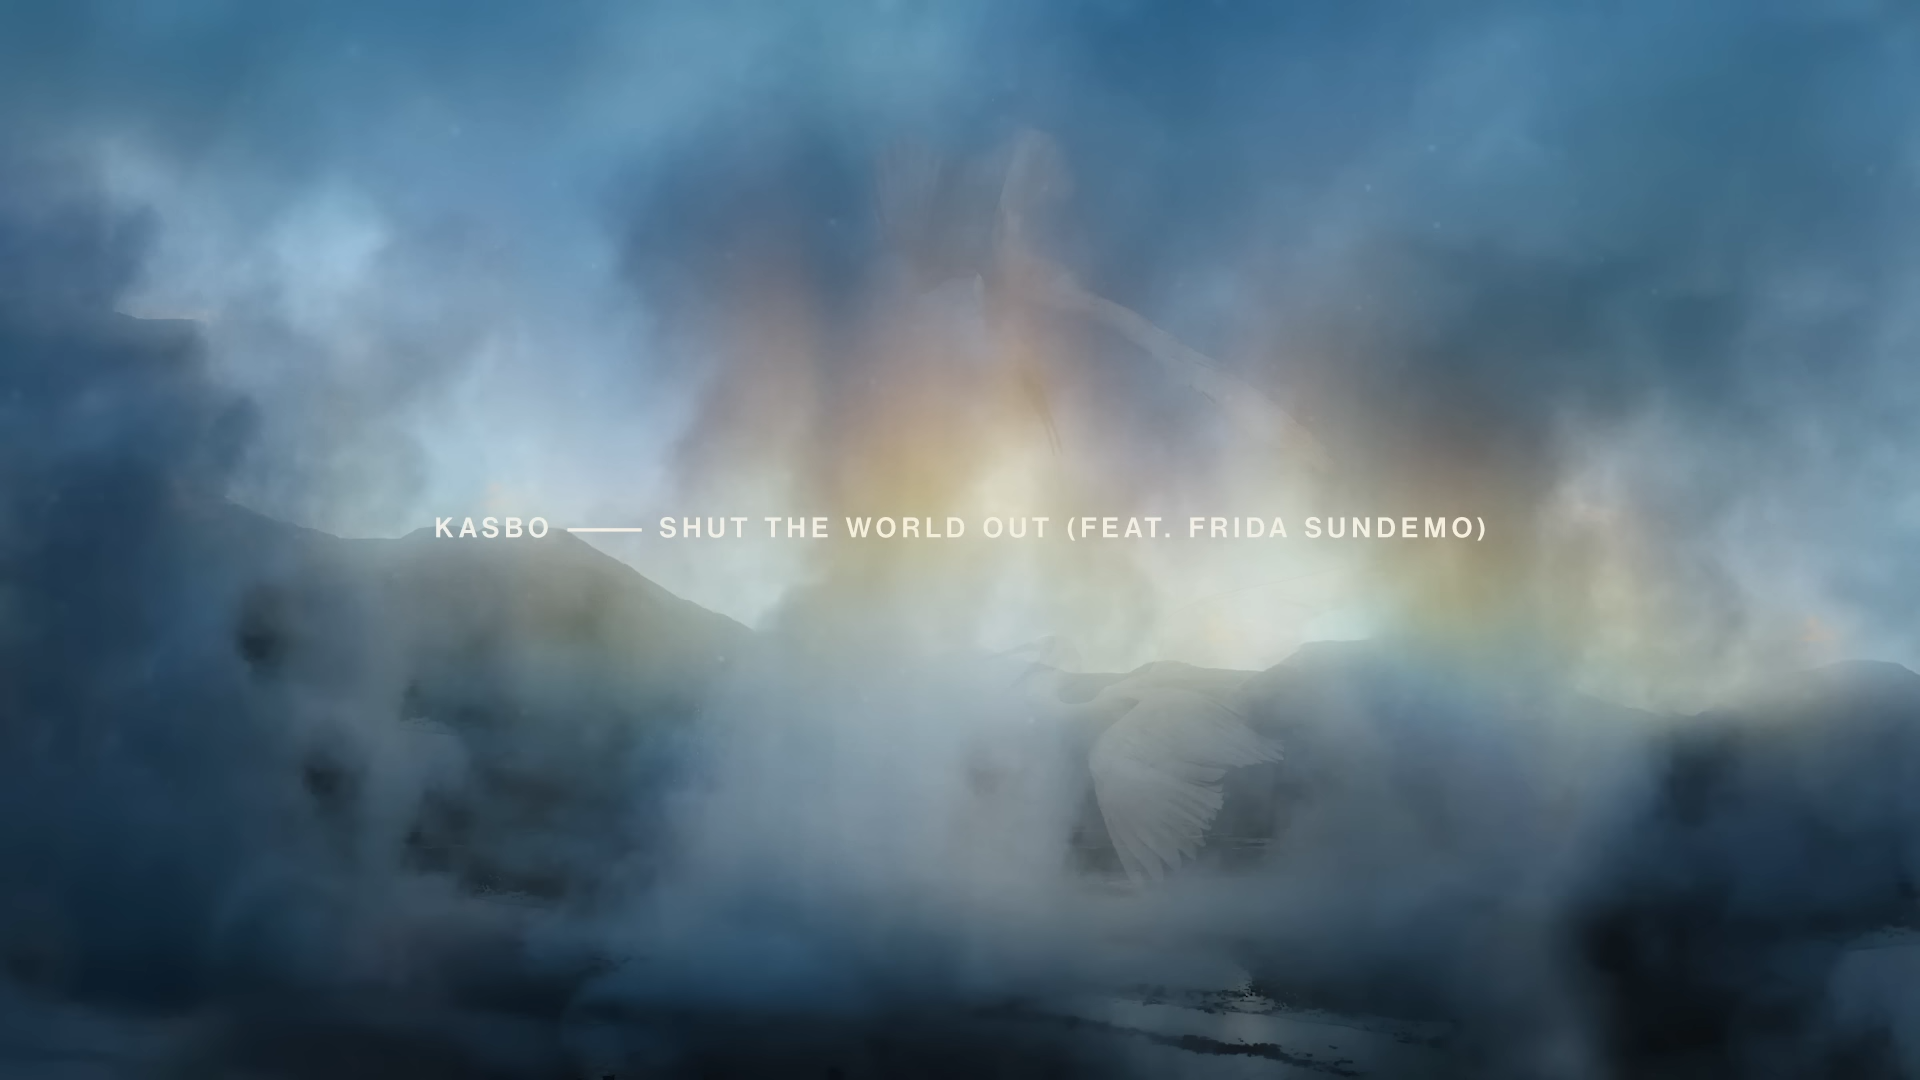 KASBO — SHUT THE WORLD OUT (FEAT. FRIDA SUNDEMO)